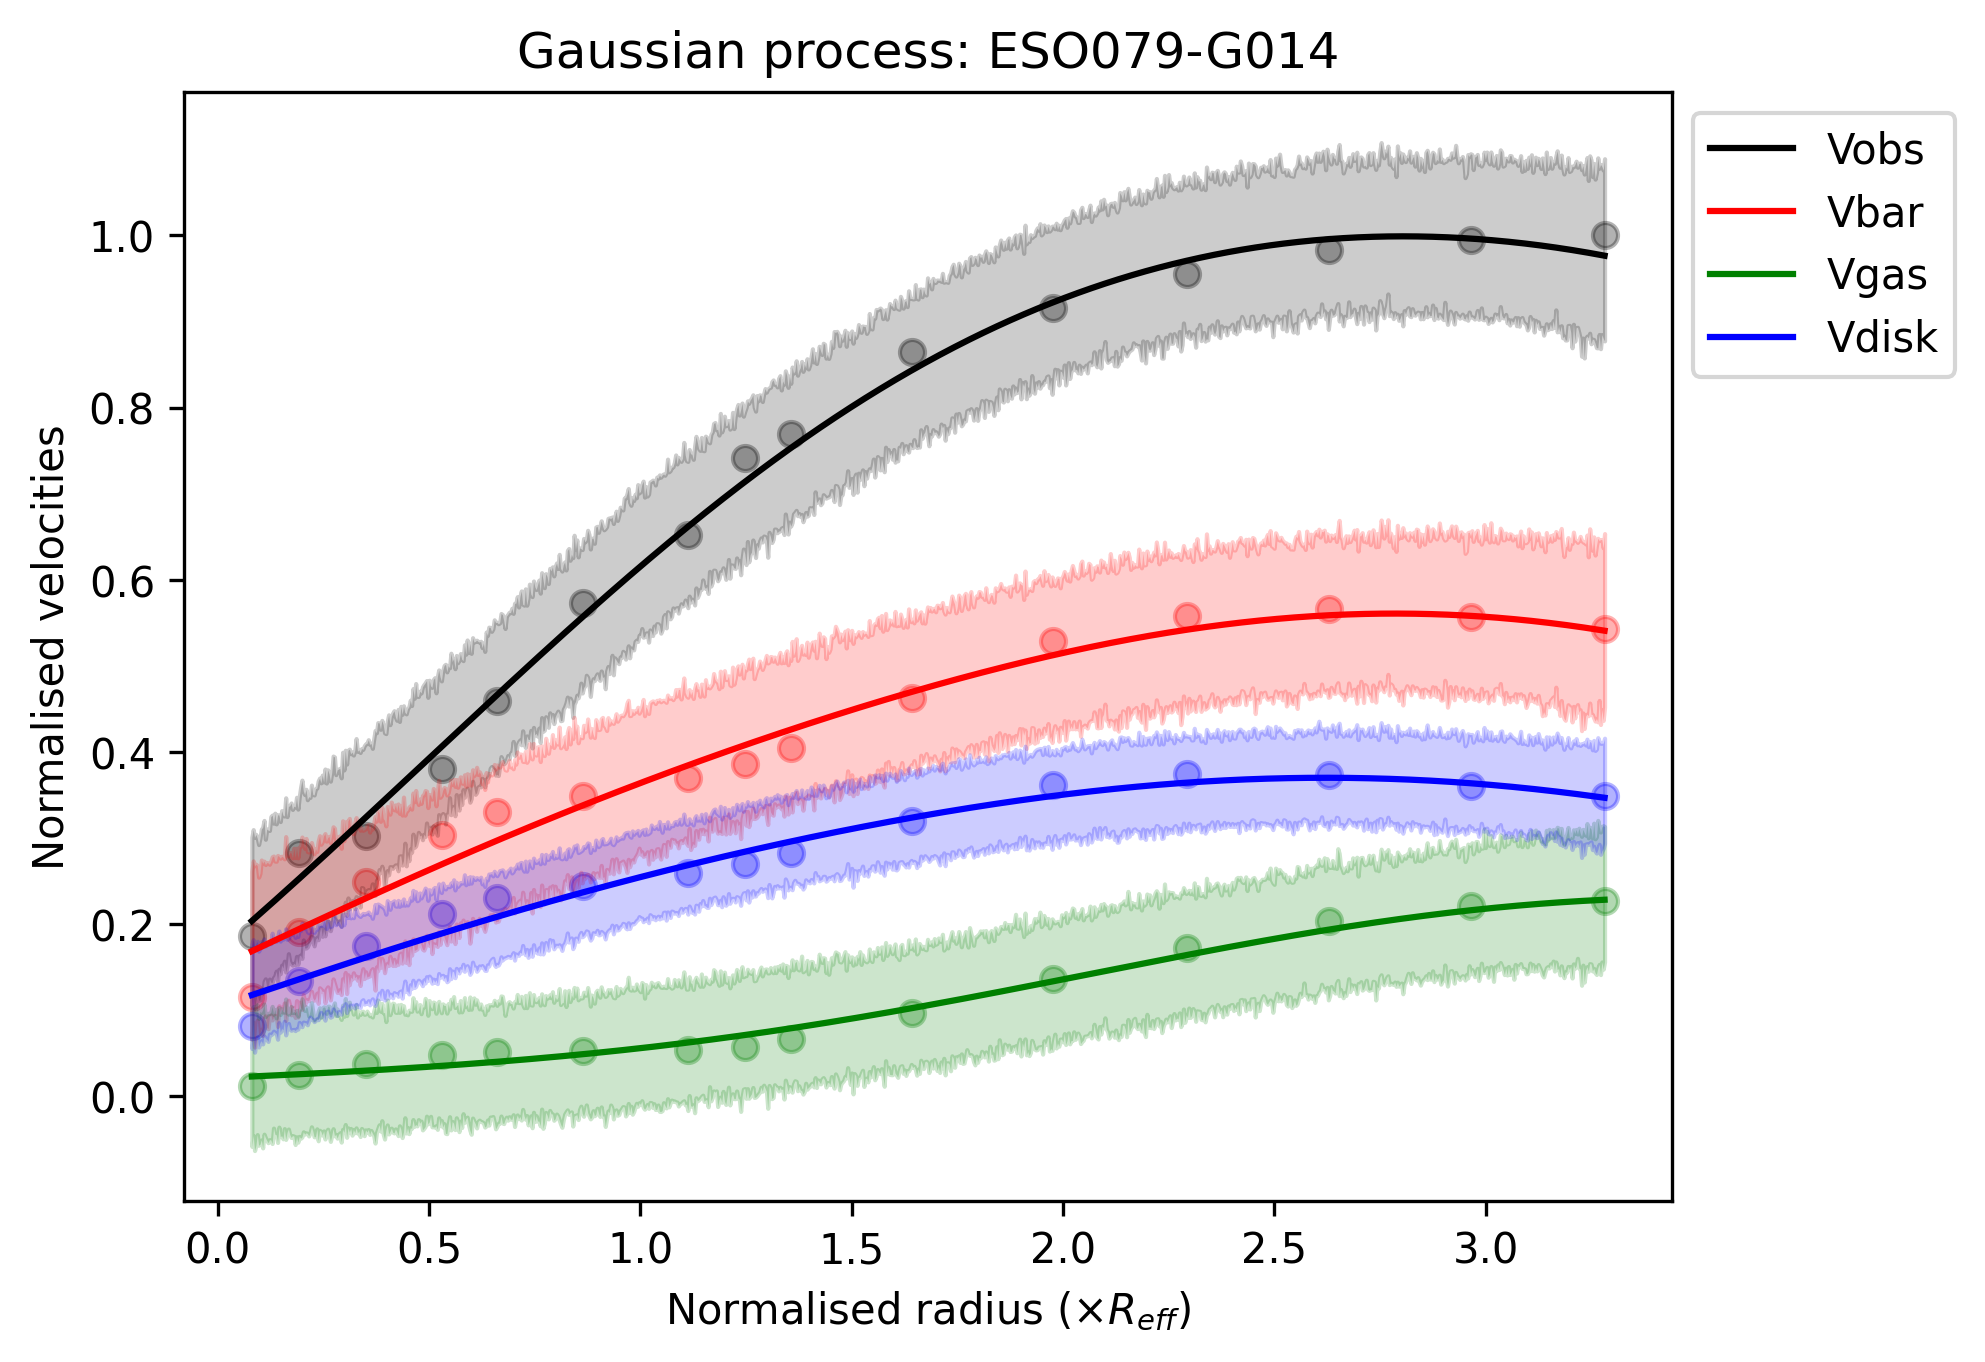 Gaussian process: ESO079-G014
Vobs
Vbar
Vgas
Vdisk
Normalised velocities
1.0
0.8
0.6
0.4
0.2
0.0
0.0 0.5 1.0 1.5 2.0 2.5 3.0
Normalised radius (×R_eff)